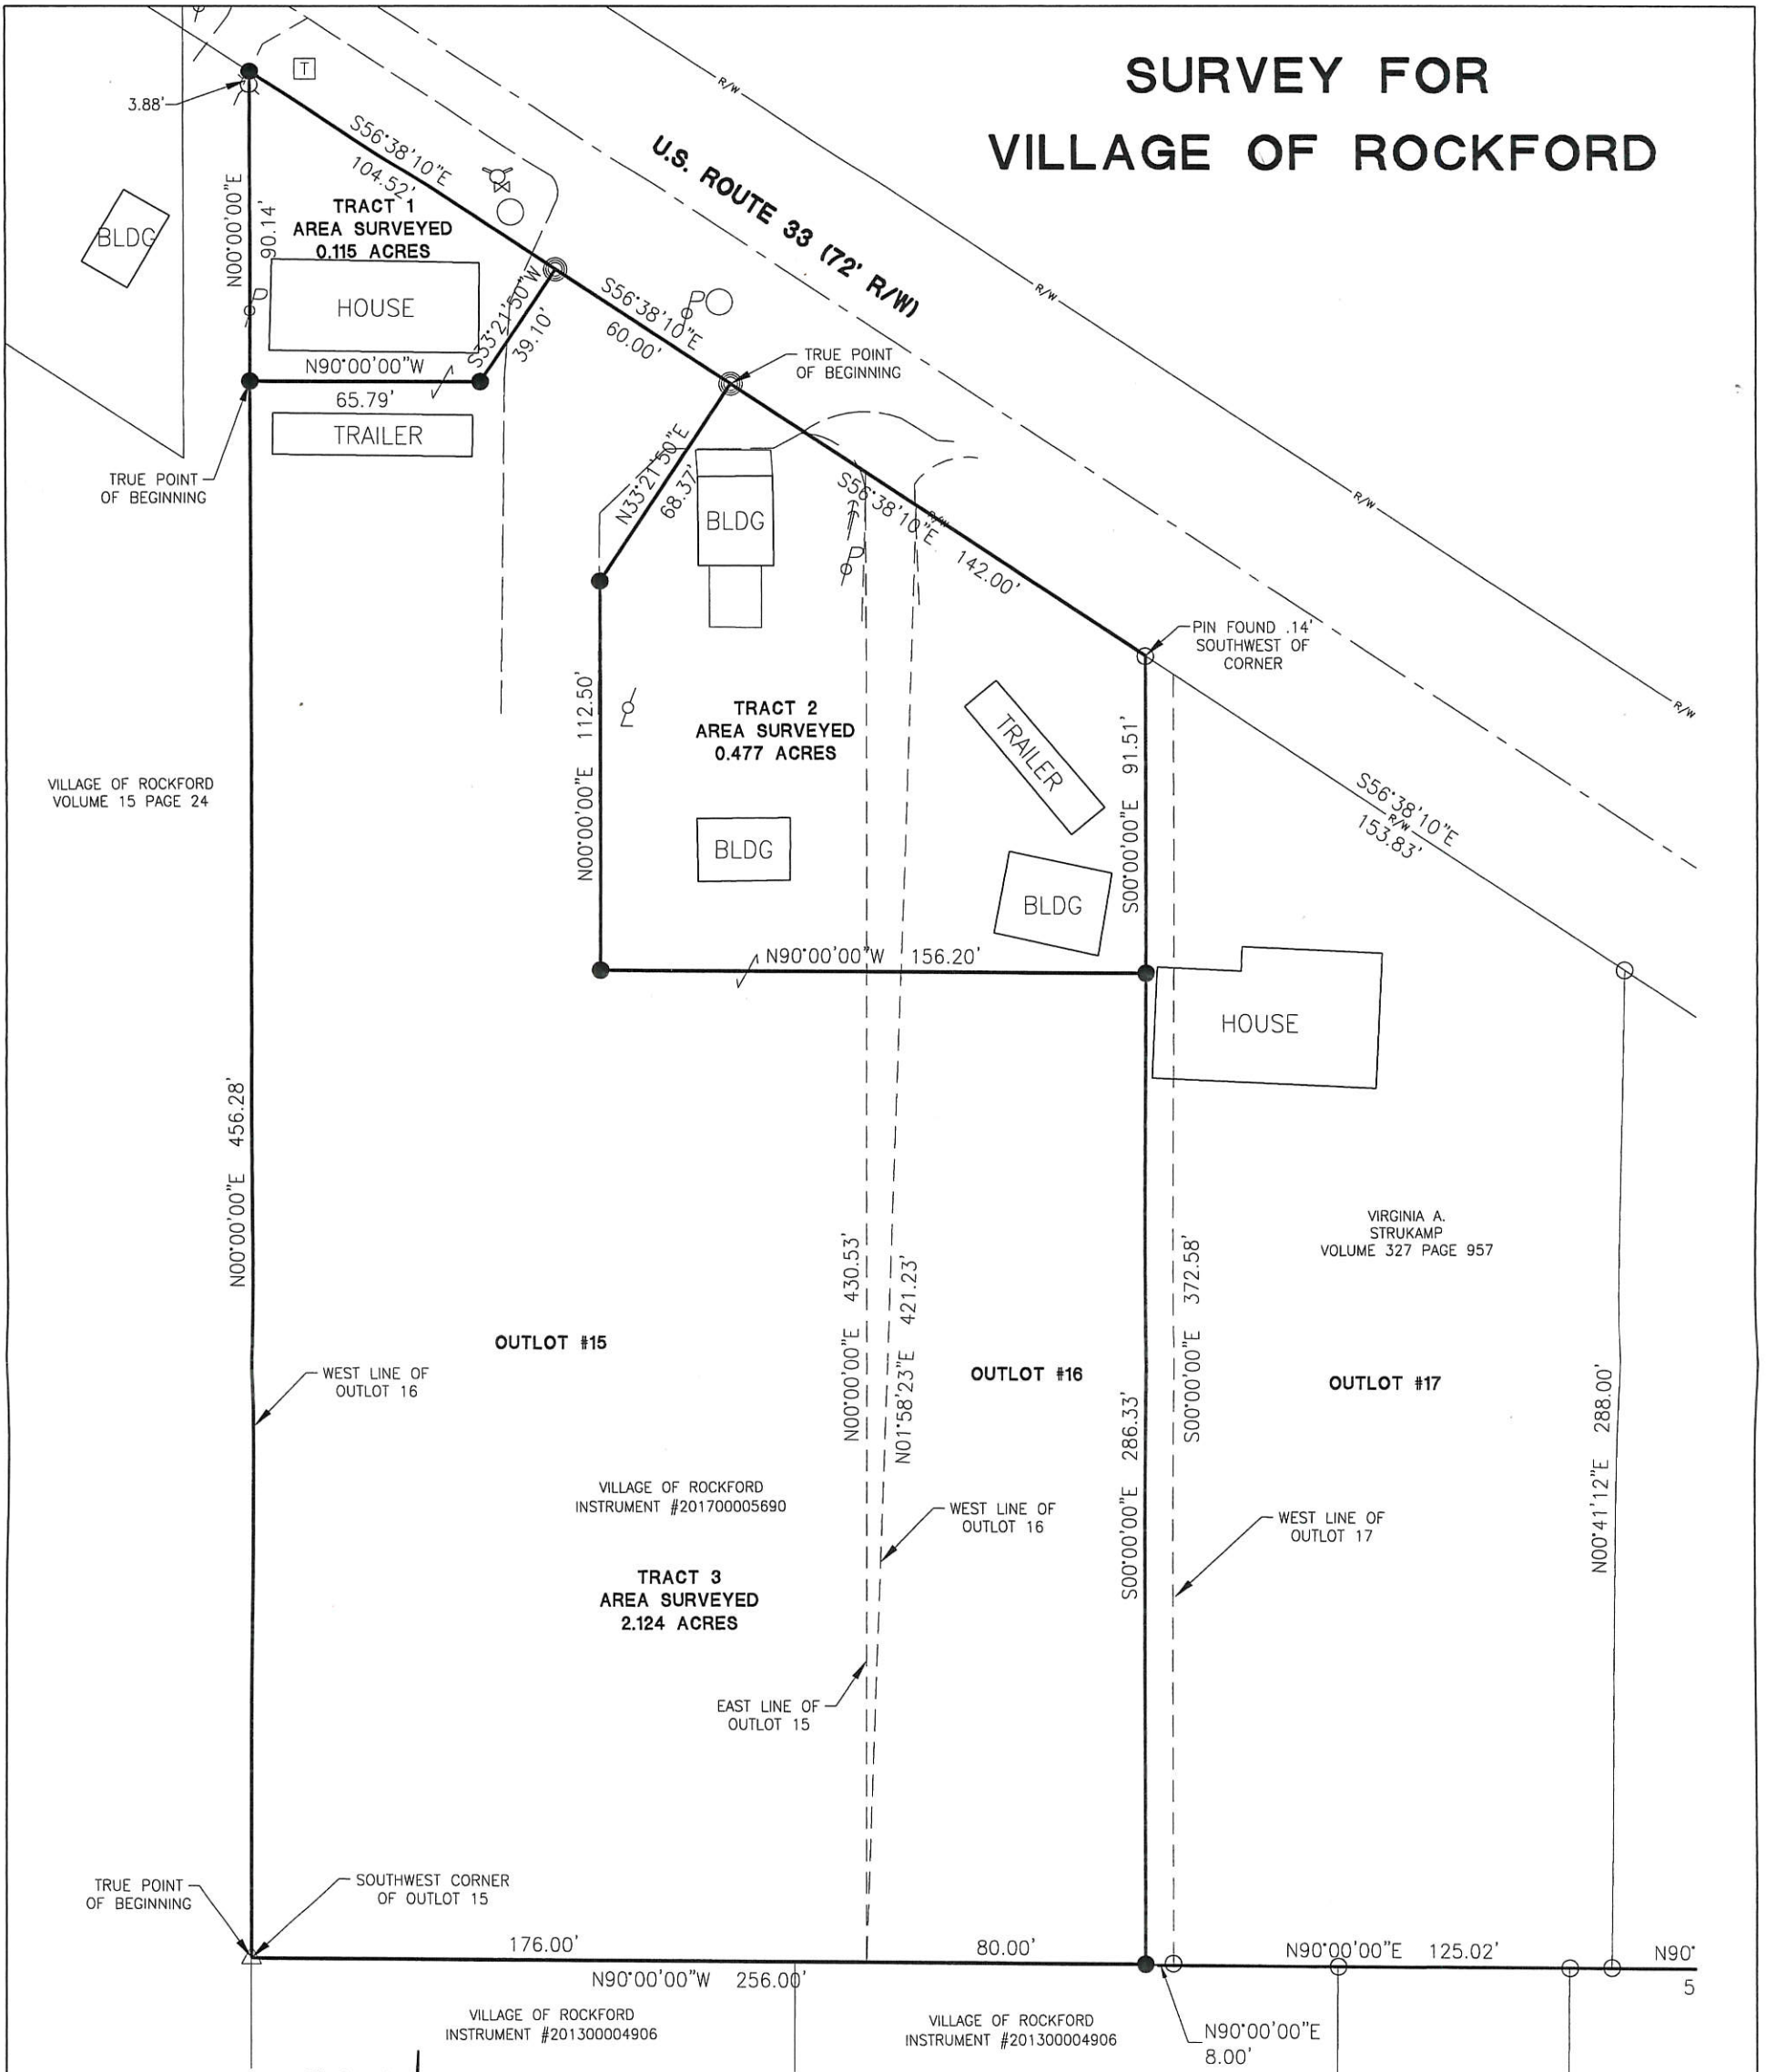 SURVEY FOR
VILLAGE OF ROCKFORD
T
3.88'
R/W
S56°38'10"E
104.52'
U.S. ROUTE 33 (72' R/W)
N00°00'00"E
90.14'
TRACT 1
AREA SURVEYED
0.115 ACRES
BLDG
HOUSE
S33°21'50"W
39.10'
S56°38'10"E
60.00'
R/W
N90°00'00"W
65.79'
TRAILER
TRUE POINT
OF BEGINNING
TRUE POINT
OF BEGINNING
N33°21'50"E
68.37'
BLDG
S56°38'10"E 142.00'
R/W
R/W
PIN FOUND .14'
SOUTHWEST OF
CORNER
R/W
N00°00'00"E 112.50'
TRACT 2
AREA SURVEYED
0.477 ACRES
TRAILER
S00°00'00"E 91.51'
S56°38'10"E
R/W
153.83'
VILLAGE OF ROCKFORD
VOLUME 15 PAGE 24
BLDG
BLDG
N90°00'00"W 156.20'
HOUSE
N00°00'00"E 456.28'
N00°00'00"E 430.53'
N01°58'23"E 421.23'
S00°00'00"E 286.33'
S00°00'00"E 372.58'
VIRGINIA A.
STRUKAMP
VOLUME 327 PAGE 957
OUTLOT #15
OUTLOT #16
OUTLOT #17
N00°41'12"E 288.00'
WEST LINE OF
OUTLOT 16
VILLAGE OF ROCKFORD
INSTRUMENT #201700005690
WEST LINE OF
OUTLOT 16
WEST LINE OF
OUTLOT 17
TRACT 3
AREA SURVEYED
2.124 ACRES
EAST LINE OF
OUTLOT 15
TRUE POINT
OF BEGINNING
SOUTHWEST CORNER
OF OUTLOT 15
176.00'
80.00'
N90°00'00"W 256.00'
N90°00'00"E 125.02'
N90°
5
VILLAGE OF ROCKFORD
INSTRUMENT #201300004906
VILLAGE OF ROCKFORD
INSTRUMENT #201300004906
N90°00'00"E
8.00'